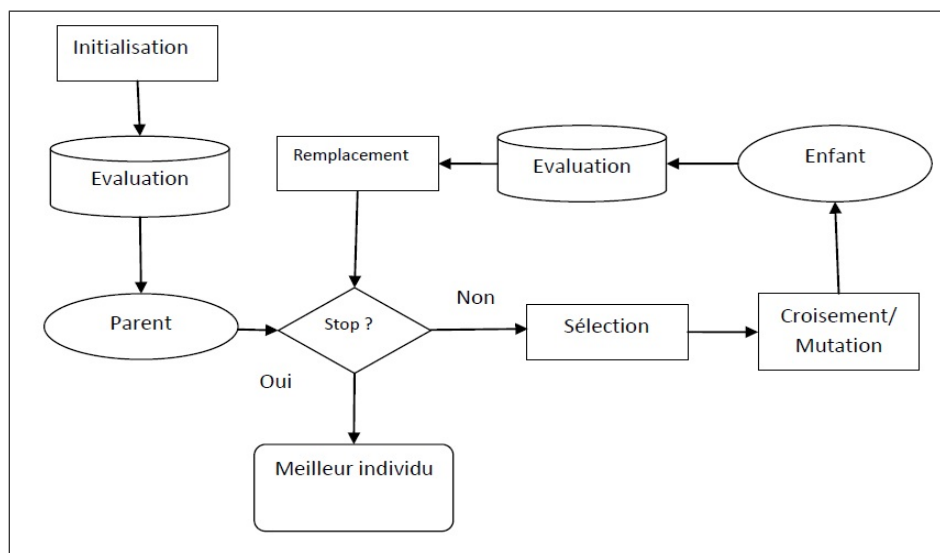 Initialisation
Evaluation
Parent
Remplacement
Evaluation
Enfant
Stop ?
Non
Oui
Sélection
Croisement/
Mutation
Meilleur individu